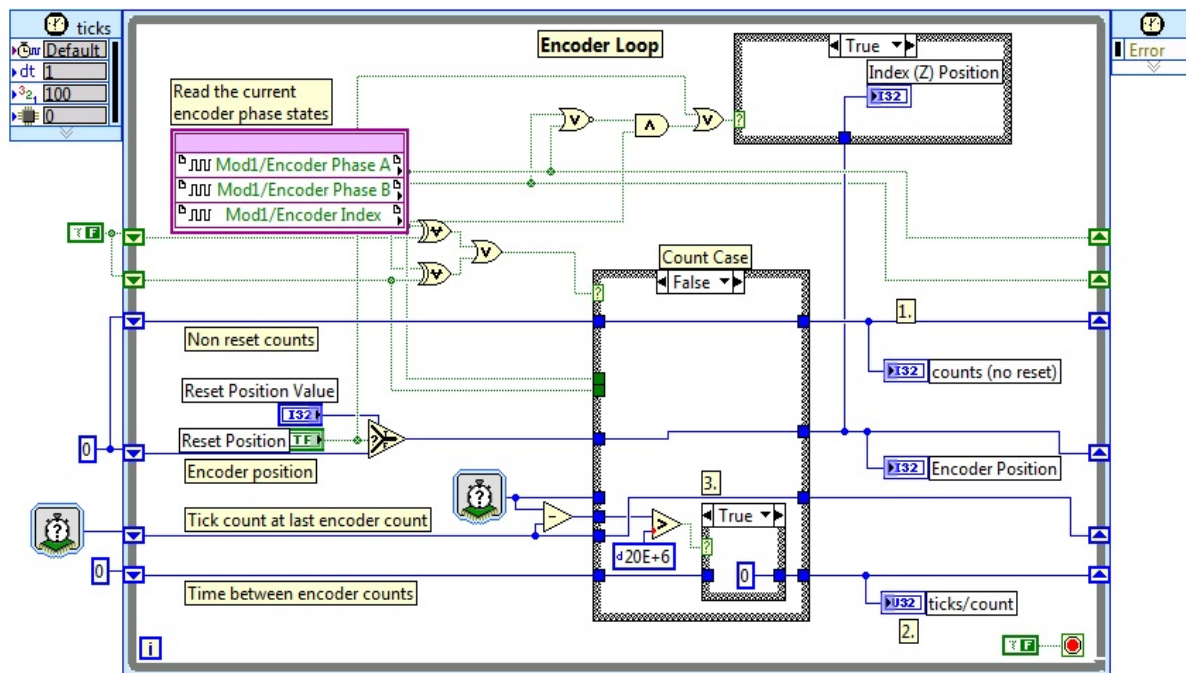 ticks
Default
dt 1
321 100
0
Encoder Loop
True
Index (Z) Position
I32
Error
Read the current
encoder phase states
Mod1/Encoder Phase A
Mod1/Encoder Phase B
Mod1/Encoder Index
F
Count Case
False
?
?
1.
Non reset counts
I32 counts (no reset)
Reset Position Value
I32
Reset Position TF
? T F
0
Encoder position
I32 Encoder Position
?
3.
Tick count at last encoder count
True
?
-
>
d 20E+6
?
0
0
Time between encoder counts
U32 ticks/count
2.
i
F